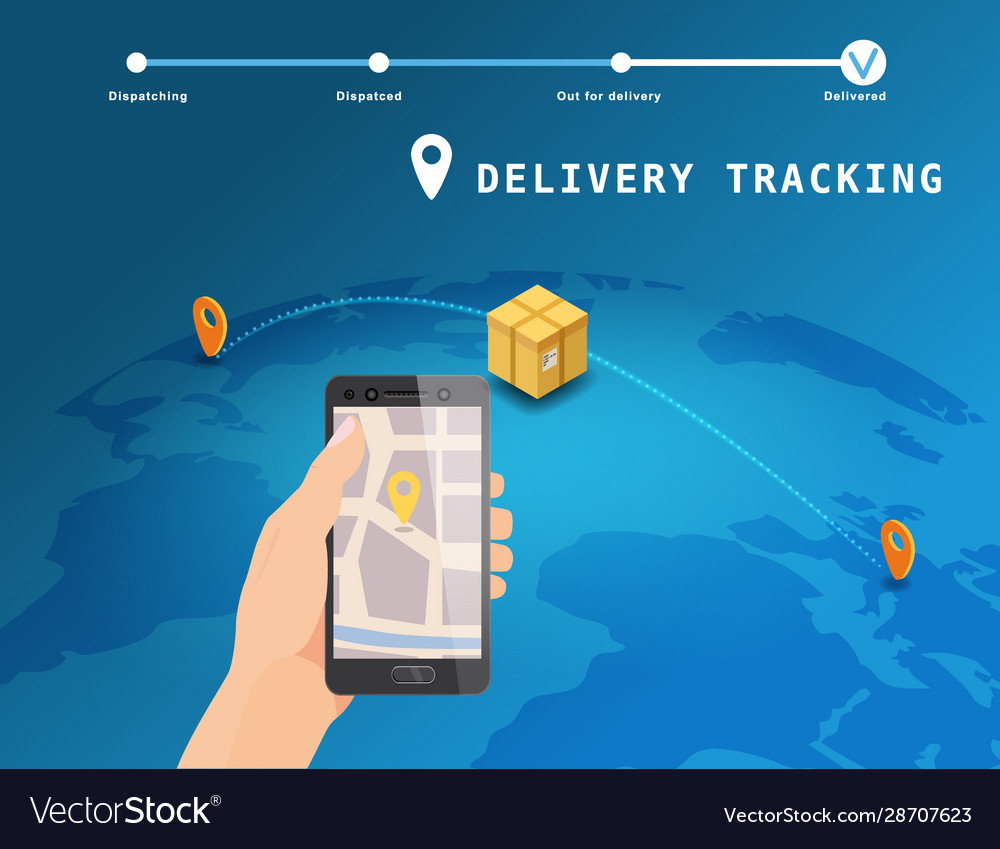 Dispatching Dispatced Out for delivery Delivered
DELIVERY TRACKING
VectorStock®
VectorStock.com/28707623